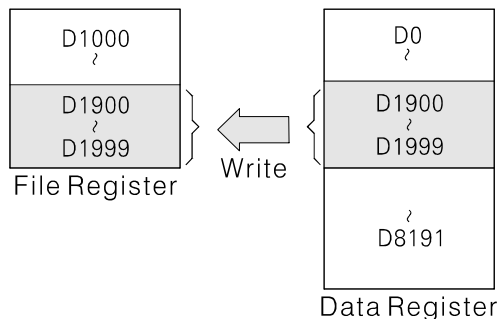 D1000
~
D1900
~
D1999
File Register
Write
D0
~
D1900
~
D1999
~
D8191
Data Register